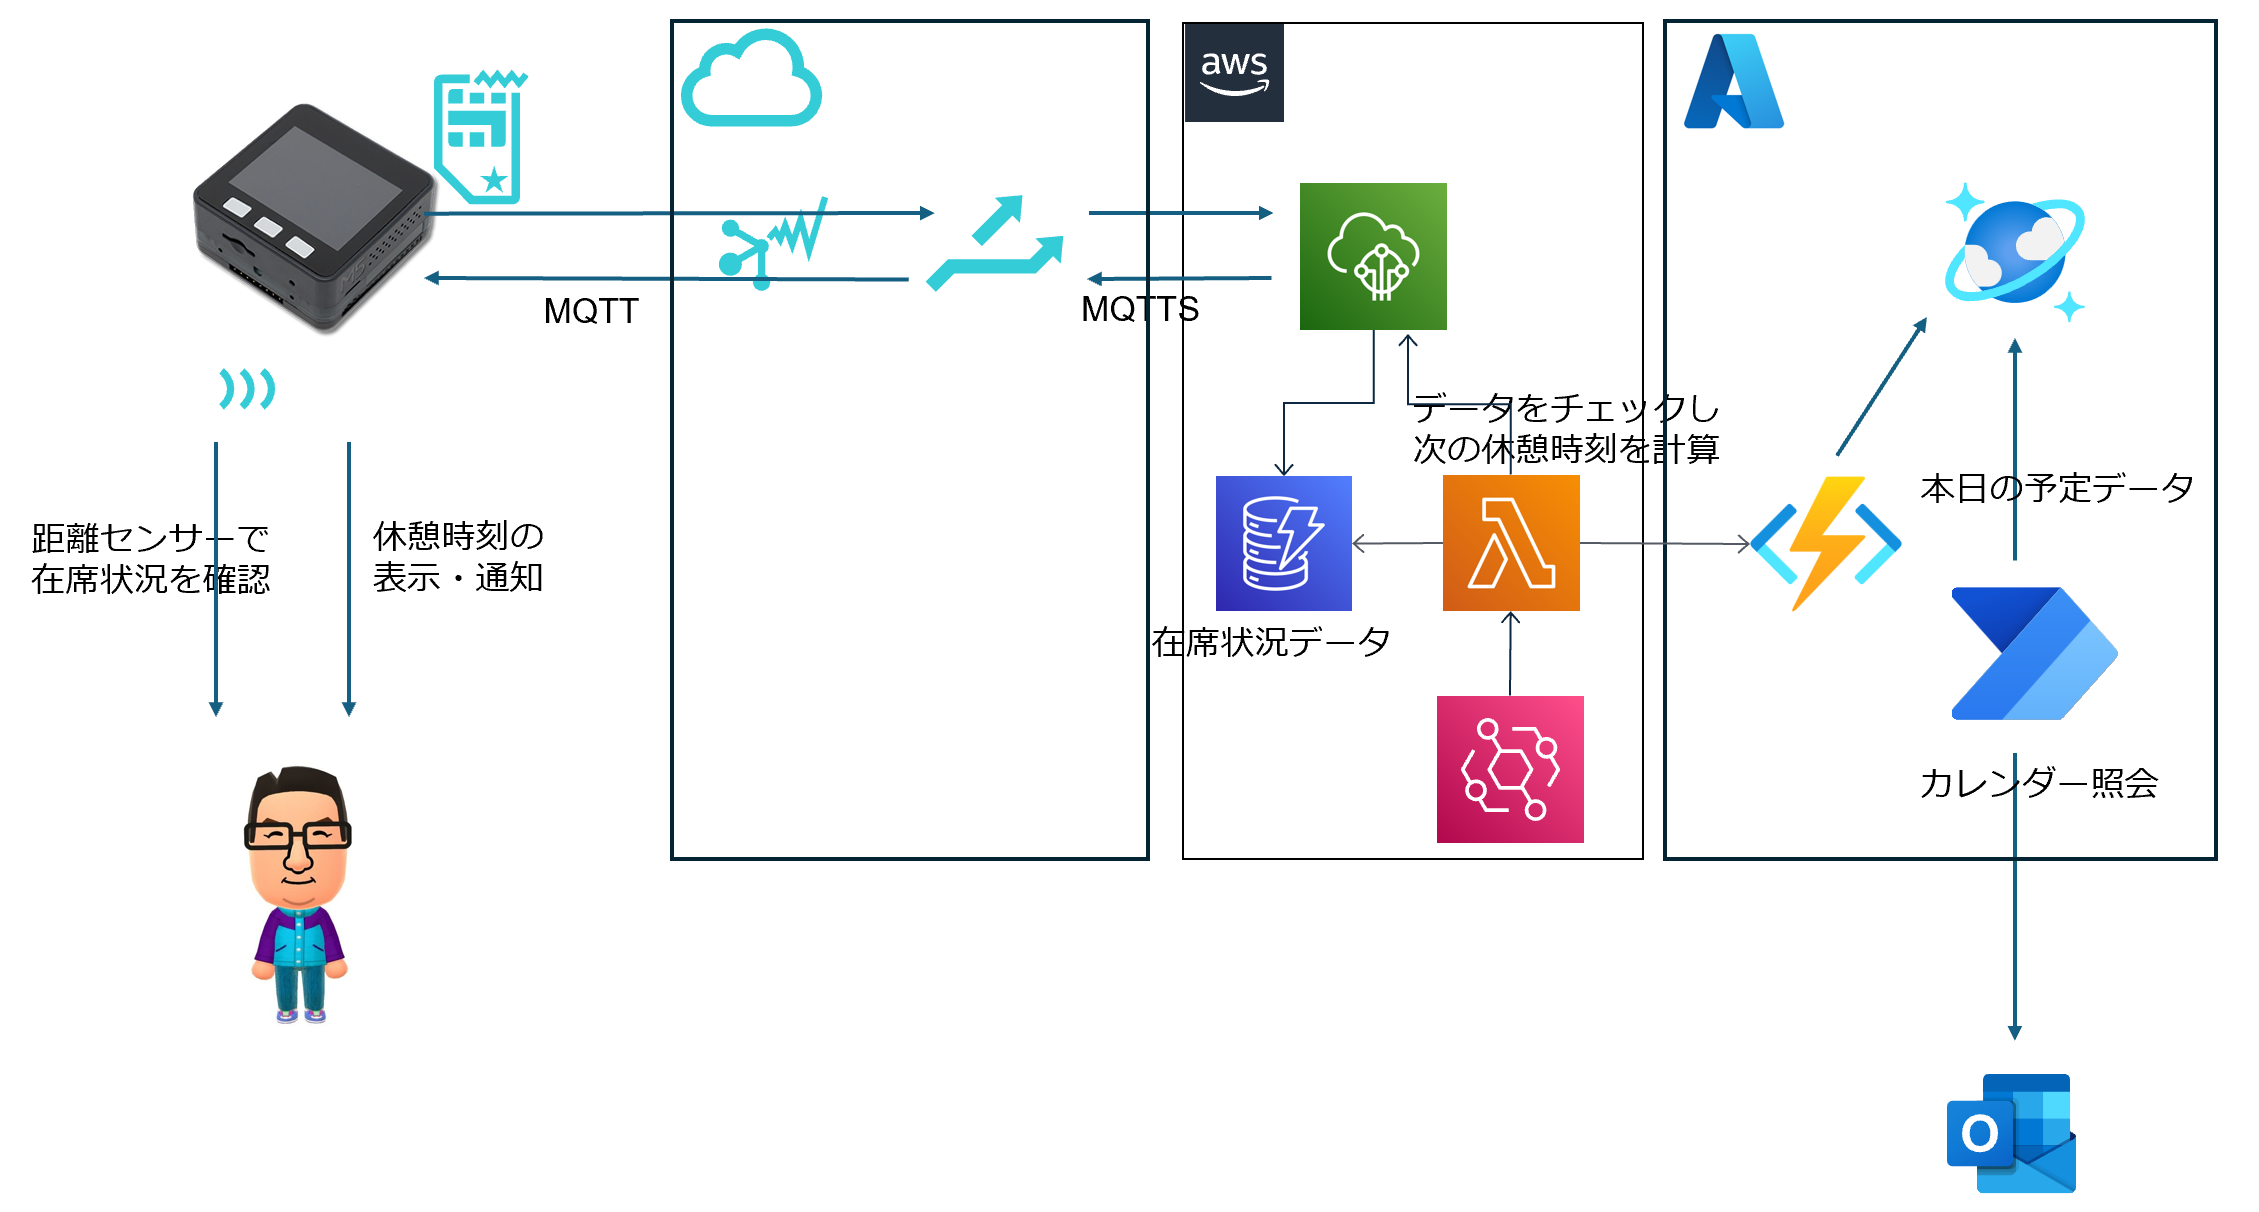 aws
MQTT
MQTTS
データをチェックし
次の休憩時刻を計算
本日の予定データ
距離センサーで
在席状況を確認
休憩時刻の
表示・通知
在席状況データ
カレンダー照会
O